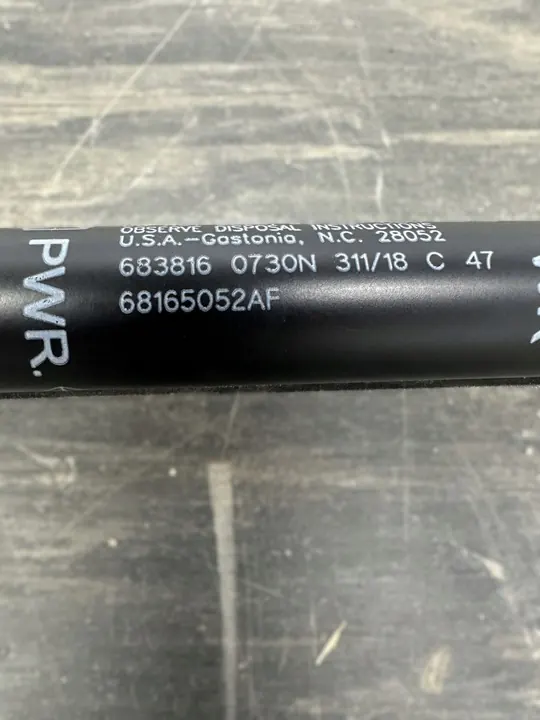 OBSERVE DISPOSAL INSTRUCTIONS
U.S.A.-Gastonia, N.C. 28052
683816 0730N 311/18 C 47
68165052AF
PWR.